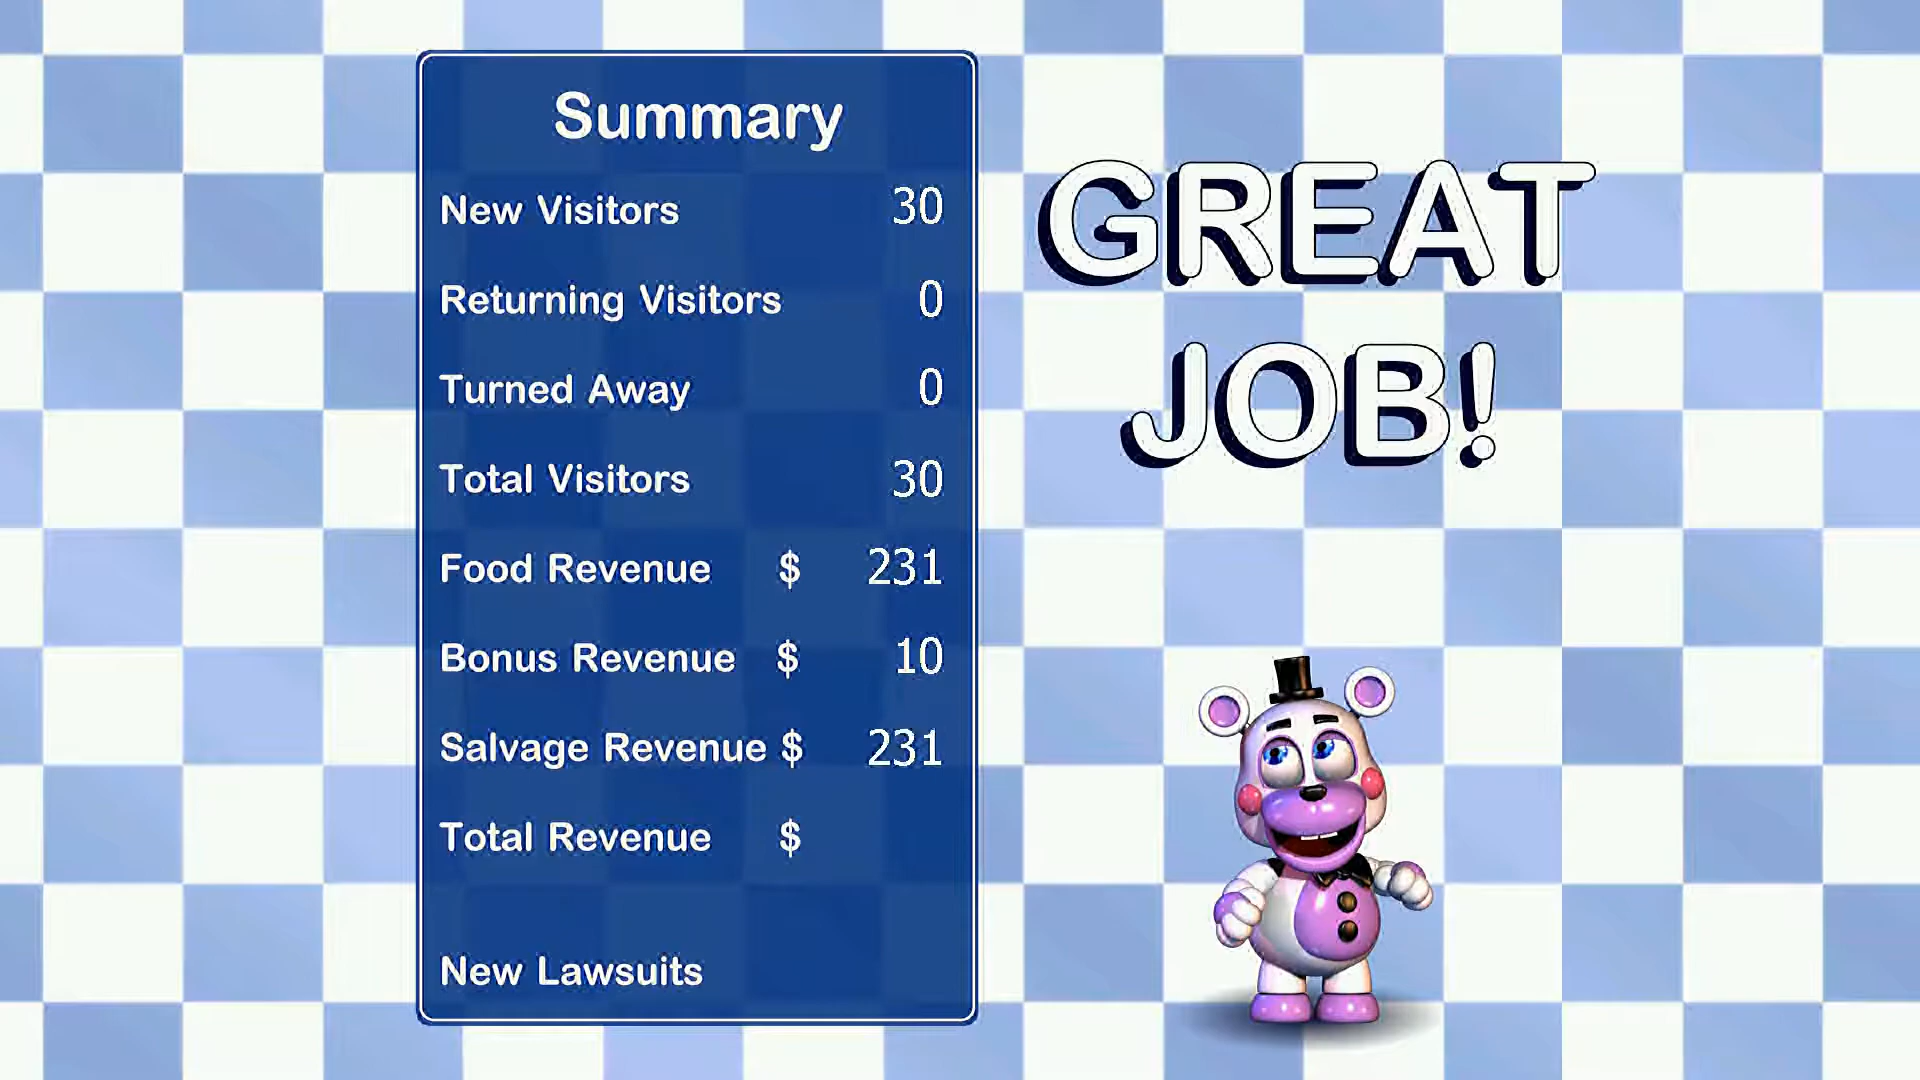 Summary
New Visitors 30
Returning Visitors 0
Turned Away 0
Total Visitors 30
Food Revenue $ 231
Bonus Revenue $ 10
Salvage Revenue $ 231
Total Revenue $
New Lawsuits
GREAT
JOB!